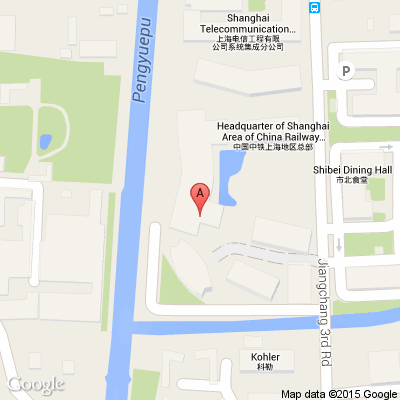 Shanghai
Telecommunication...
上海电信工程有限
公司系统集成分公司
Pengyuepu
P
Headquarter of Shanghai
Area of China Railway...
中国中铁上海地区总部
Shibei Dining Hall
市北食堂
A
Jiangchang 3rd Rd
Kohler
科勒
Google
Map data ©2015 Google